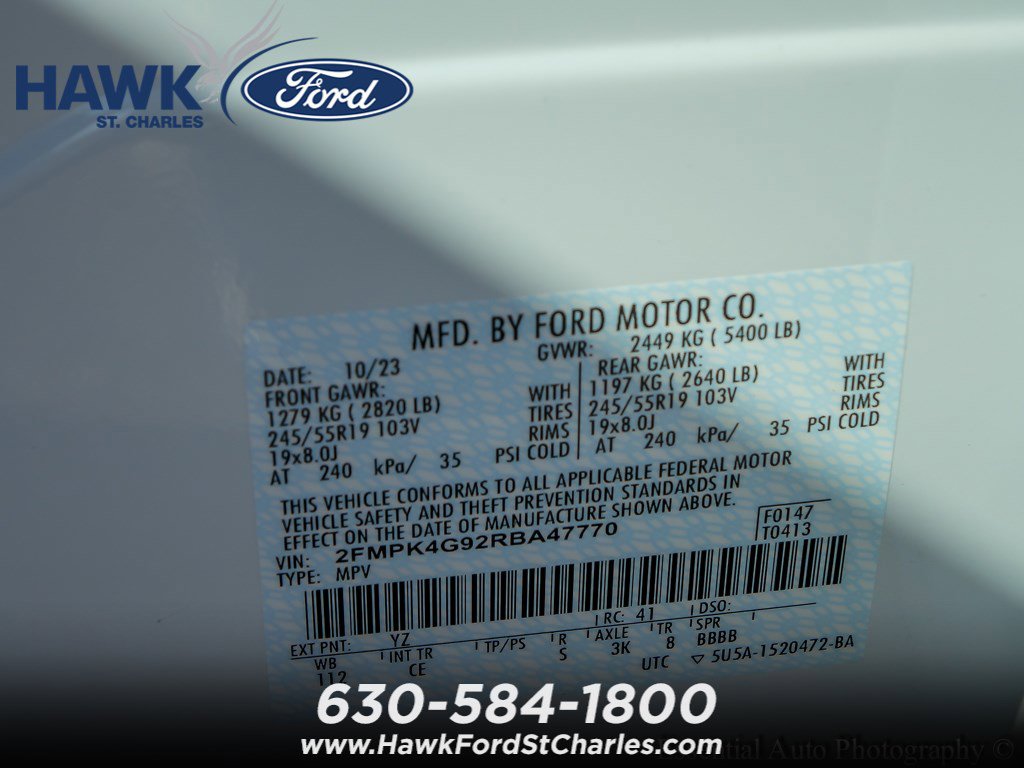 HAWK
ST. CHARLES
Ford
MFD. BY FORD MOTOR CO.
DATE: 10/23 GVWR: 2449 KG ( 5400 LB)
FRONT GAWR: REAR GAWR:
1279 KG ( 2820 LB) WITH 1197 KG ( 2640 LB) WITH
245/55R19 103V TIRES 245/55R19 103V TIRES
19x8.0J RIMS 19x8.0J RIMS
AT 240 kPa/ 35 PSI COLD AT 240 kPa/ 35 PSI COLD
THIS VEHICLE CONFORMS TO ALL APPLICABLE FEDERAL MOTOR
VEHICLE SAFETY AND THEFT PREVENTION STANDARDS IN
EFFECT ON THE DATE OF MANUFACTURE SHOWN ABOVE.
VIN: 2FMPK4G92RBA47770 F0147
TYPE: MPV T0413
EXT PNT: YZ RC: 41 DSO:
WB INT TR TP/PS R AXLE TR SPR
112 CE S 3K 8 BBBB
UTC ▽ 5U5A-1520472-BA
630-584-1800
www.HawkFordStCharles.com
Auto Photography ©